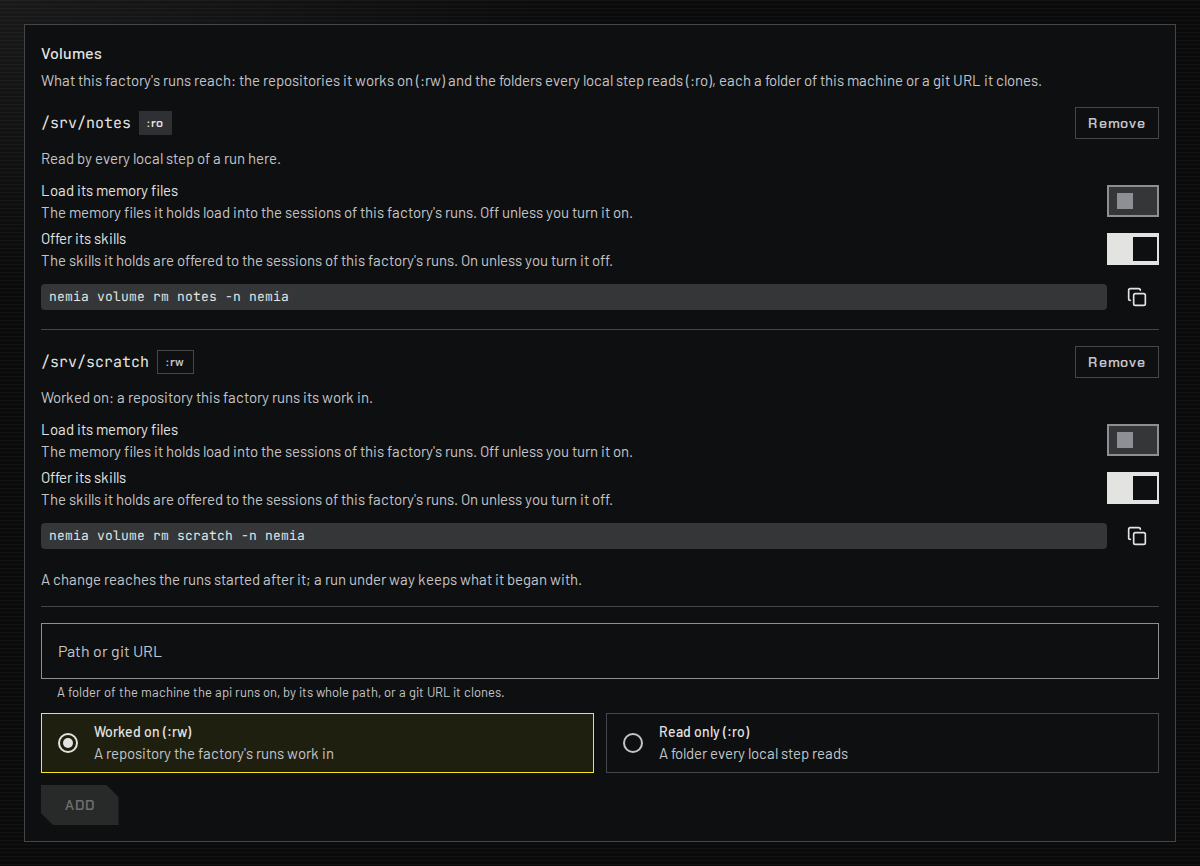 Volumes
What this factory's runs reach: the repositories it works on (:rw) and the folders every local step reads (:ro), each a folder of this machine or a git URL it clones.
/srv/notes :ro Remove
Read by every local step of a run here.
Load its memory files
The memory files it holds load into the sessions of this factory's runs. Off unless you turn it on.
Offer its skills
The skills it holds are offered to the sessions of this factory's runs. On unless you turn it off.
nemia volume rm notes -n nemia
/srv/scratch :rw Remove
Worked on: a repository this factory runs its work in.
Load its memory files
The memory files it holds load into the sessions of this factory's runs. Off unless you turn it on.
Offer its skills
The skills it holds are offered to the sessions of this factory's runs. On unless you turn it off.
nemia volume rm scratch -n nemia
A change reaches the runs started after it; a run under way keeps what it began with.
Path or git URL
A folder of the machine the api runs on, by its whole path, or a git URL it clones.
Worked on (:rw)
A repository the factory's runs work in
Read only (:ro)
A folder every local step reads
ADD